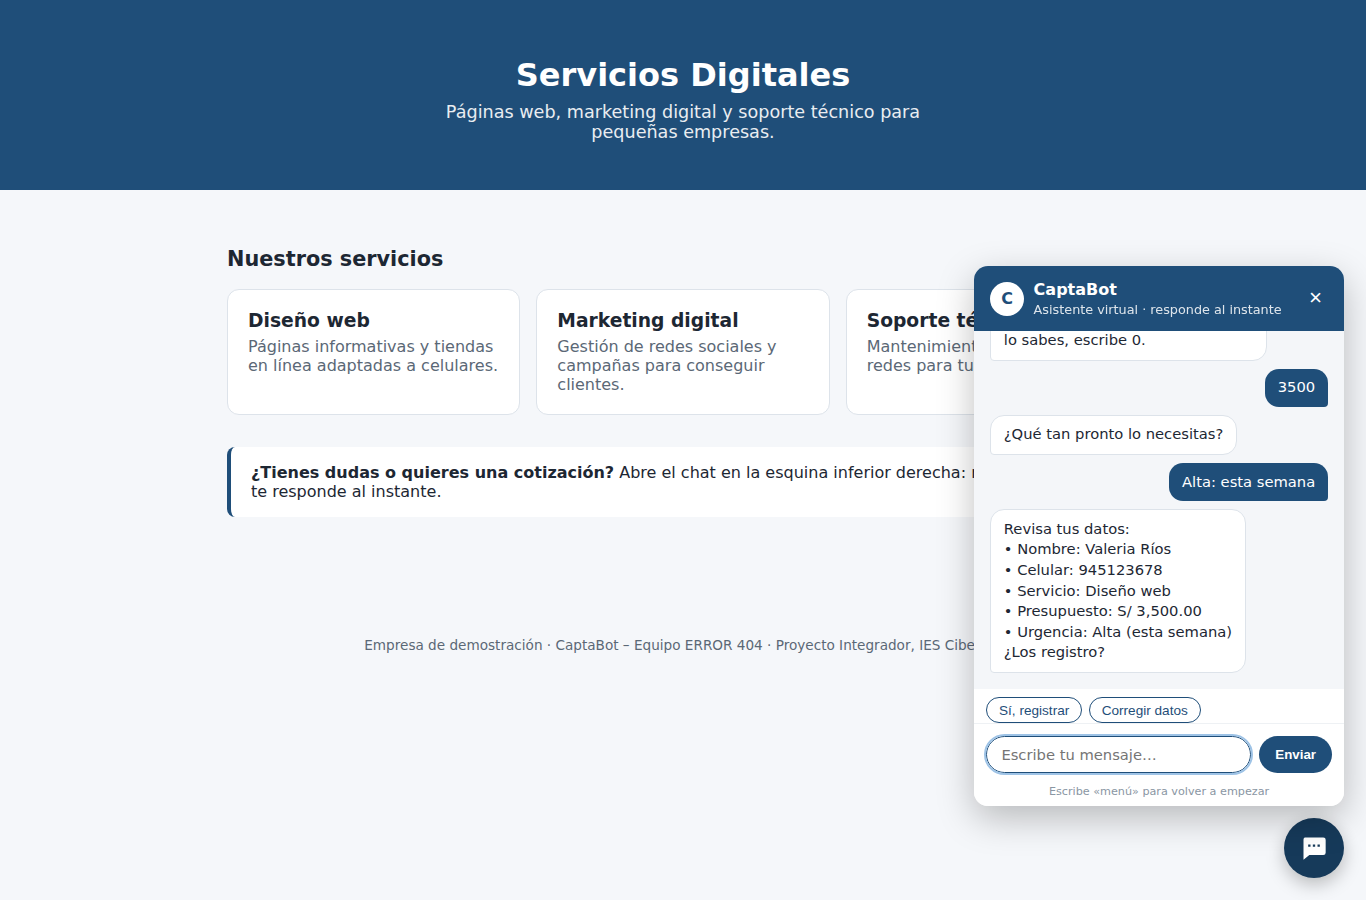 Servicios Digitales
Páginas web, marketing digital y soporte técnico para
pequeñas empresas.
Nuestros servicios
Diseño web
Páginas informativas y tiendas
en línea adaptadas a celulares.
Marketing digital
Gestión de redes sociales y
campañas para conseguir
clientes.
Soporte
redes para tu
¿Tienes dudas o quieres una cotización? Abre el chat en la esquina inferior derecha:
te responde al instante.
Empresa de demostración · CaptaBot – Equipo ERROR 404 · Proyecto Integrador, IES
C
CaptaBot
Asistente virtual · responde al instante
×
lo sabes, escribe 0.
3500
¿Qué tan pronto lo necesitas?
Alta: esta semana
Revisa tus datos:
• Nombre: Valeria Ríos
• Celular: 945123678
• Servicio: Diseño web
• Presupuesto: S/ 3,500.00
• Urgencia: Alta (esta semana)
¿Los registro?
Sí, registrar
Corregir datos
Escribe tu mensaje...
Enviar
Escribe «menú» para volver a empezar